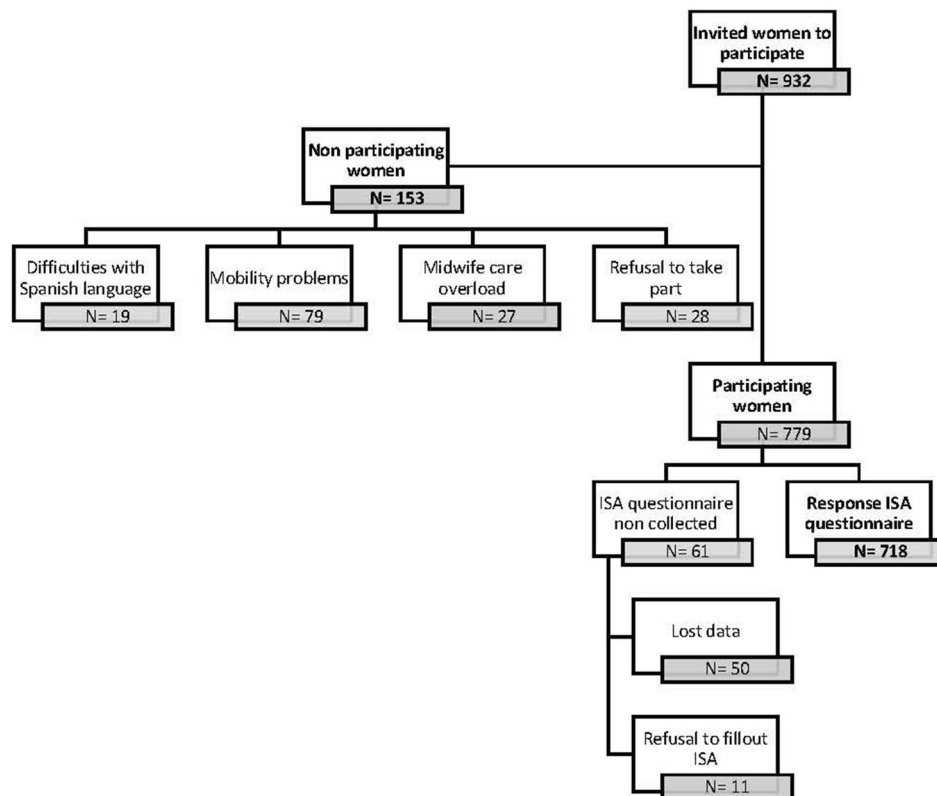 Invited women to
participate
N= 932
Non participating
women
N= 153
Difficulties with
Spanish language
N= 19
Mobility problems
N= 79
Midwife care
overload
N= 27
Refusal to take
part
N= 28
Participating
women
N= 779
ISA questionnaire
non collected
N= 61
Response ISA
questionnaire
N= 718
Lost data
N= 50
Refusal to fillout
ISA
N= 11